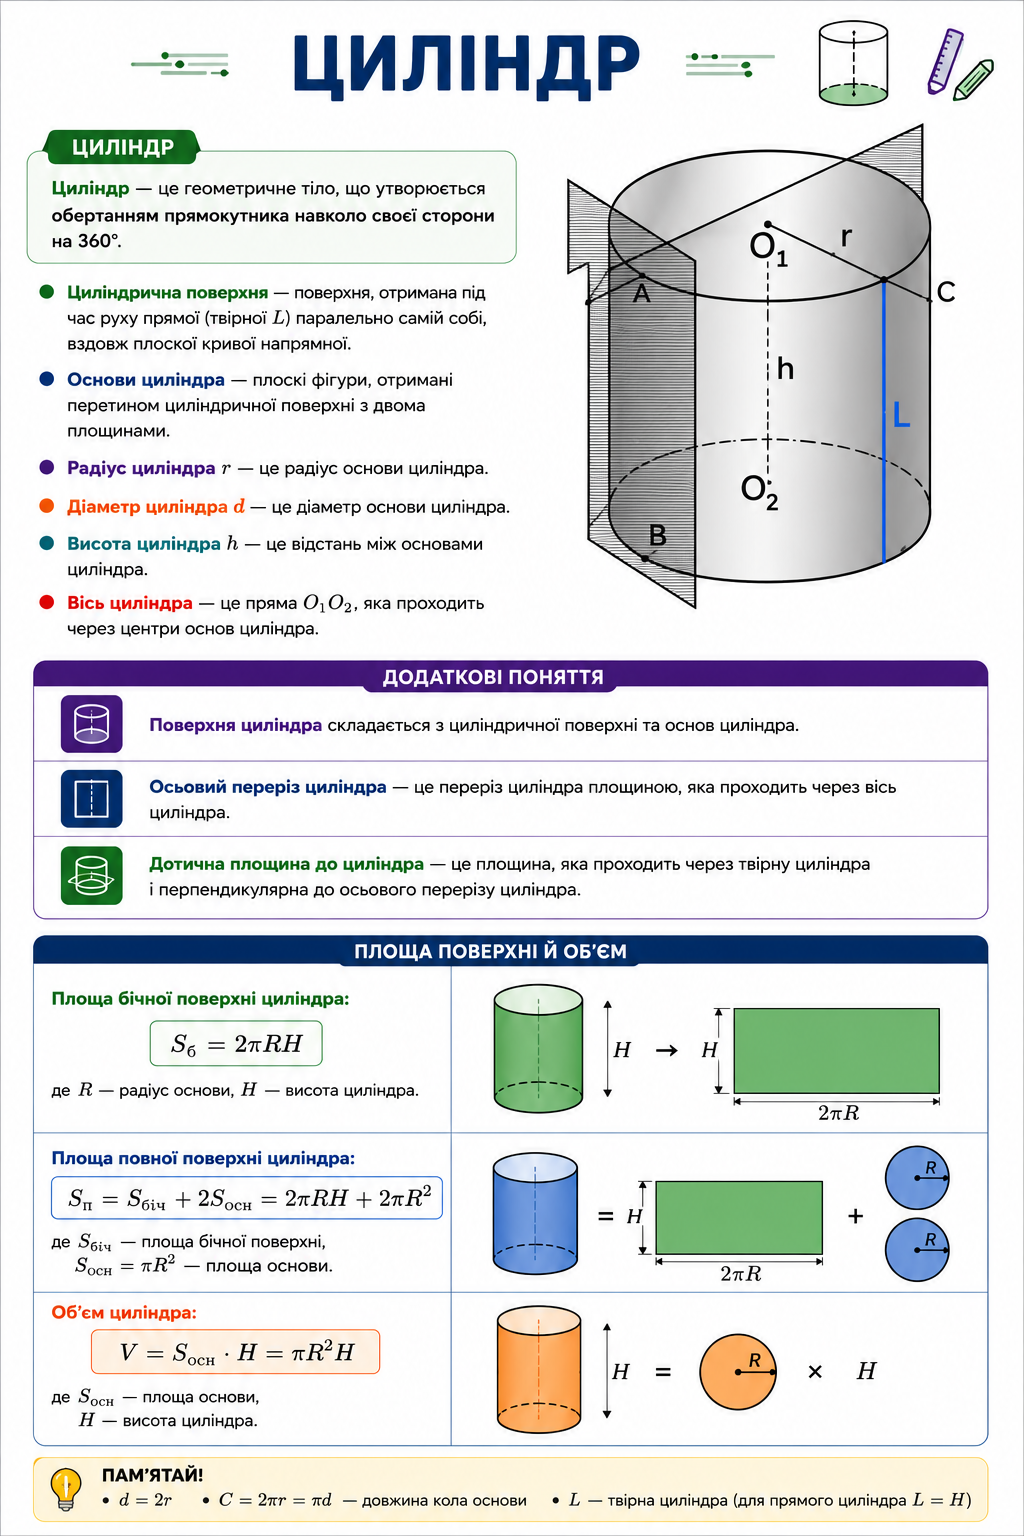 ЦИЛІНДР
ЦИЛІНДР
Циліндр — це геометричне тіло, що утворюється
обертанням прямокутника навколо своєї сторони
на 360°.
Циліндрична поверхня — поверхня, отримана під
час руху прямої (твірної L) паралельно самій собі,
вздовж плоскої кривої напрямної.
Основи циліндра — плоскі фігури, отримані
перетином циліндричної поверхні з двома
площинами.
Радіус циліндра r — це радіус основи циліндра.
Діаметр циліндра d — це діаметр основи циліндра.
Висота циліндра h — це відстань між основами
циліндра.
Вісь циліндра — це пряма O₁O₂, яка проходить
через центри основ циліндра.
O₁
r
A
C
h
L
O₂
B
ДОДАТКОВІ ПОНЯТТЯ
Поверхня циліндра складається з циліндричної поверхні та основ циліндра.
Осьовий переріз циліндра — це переріз циліндра площиною, яка проходить через вісь
циліндра.
Дотична площина до циліндра — це площина, яка проходить через твірну циліндра
і перпендикулярна до осьового перерізу циліндра.
ПЛОЩА ПОВЕРХНІ Й ОБ’ЄМ
Площа бічної поверхні циліндра:
Sб = 2πRH
де R — радіус основи, H — висота циліндра.
H → H
2πR
Площа повної поверхні циліндра:
Sп = Sбіч + 2Sосн = 2πRH + 2πR²
де Sбіч — площа бічної поверхні,
Sосн = πR² — площа основи.
R
= H +
R
2πR
Об’єм циліндра:
V = Sосн · H = πR²H
де Sосн — площа основи,
H — висота циліндра.
H = R × H
ПАМ’ЯТАЙ!
• d = 2r • C = 2πr = πd — довжина кола основи • L — твірна циліндра (для прямого циліндра L = H)